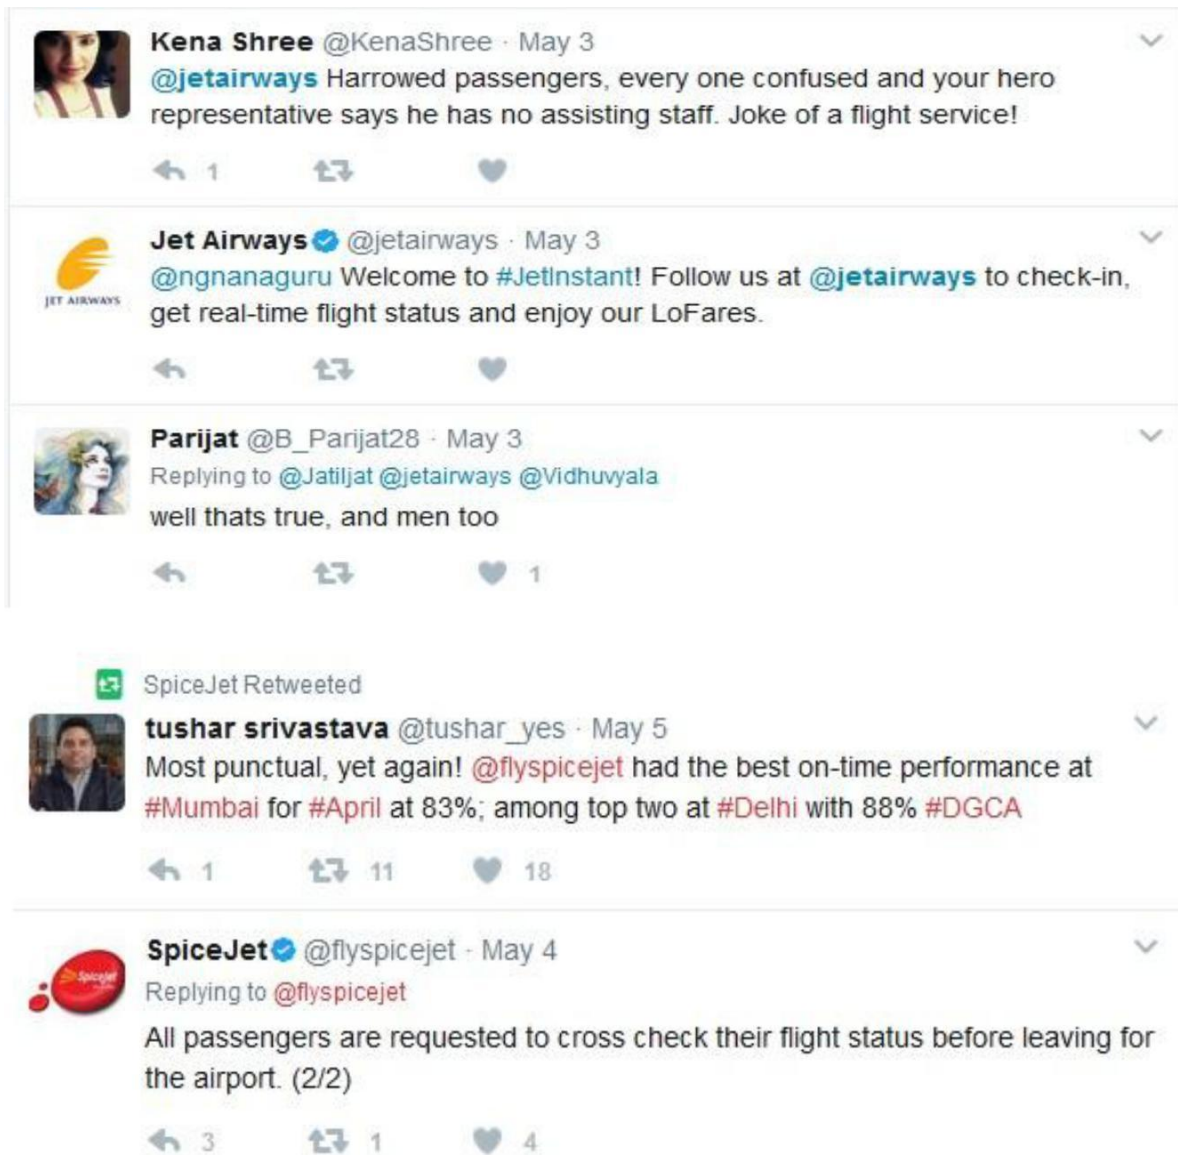 Kena Shree @KenaShree · May 3
@jetairways Harrowed passengers, every one confused and your hero
representative says he has no assisting staff. Joke of a flight service!
1
Jet Airways @jetairways · May 3
@ngnanaguru Welcome to #JetInstant! Follow us at @jetairways to check-in,
get real-time flight status and enjoy our LoFares.
JET AIRWAYS
Parijat @B_Parijat28 · May 3
Replying to @Jatiljat @jetairways @Vidhuvyala
well thats true, and men too
1
SpiceJet Retweeted
tushar srivastava @tushar_yes · May 5
Most punctual, yet again! @flyspicejet had the best on-time performance at
#Mumbai for #April at 83%; among top two at #Delhi with 88% #DGCA
1 11 18
SpiceJet @flyspicejet · May 4
Spicejet
Replying to @flyspicejet
All passengers are requested to cross check their flight status before leaving for
the airport. (2/2)
3 1 4